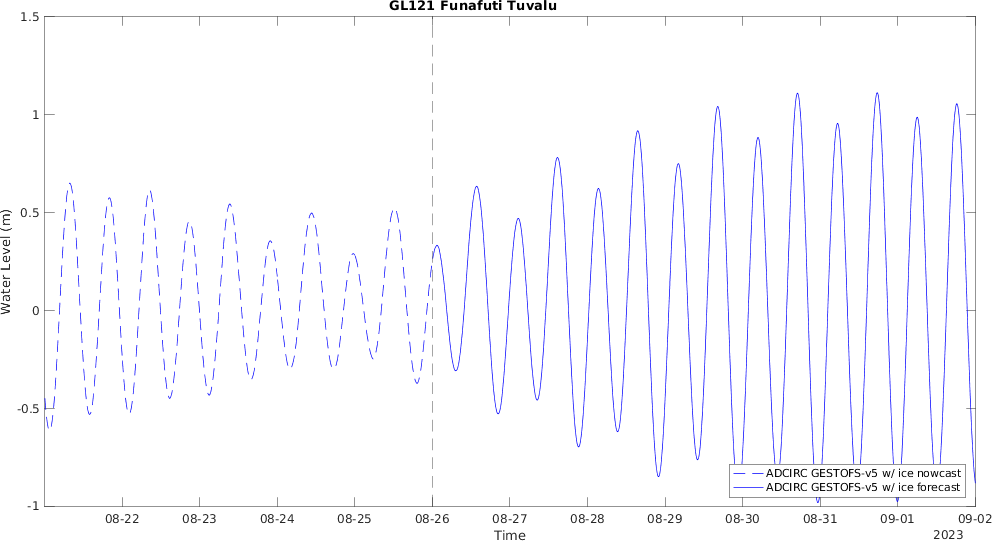 GL121 Funafuti Tuvalu
1.5
1
0.5
0
-0.5
-1
Water Level (m)
ADCIRC GESTOFS-v5 w/ ice nowcast
ADCIRC GESTOFS-v5 w/ ice forecast
08-22 08-23 08-24 08-25 08-26 08-27 08-28 08-29 08-30 08-31 09-01 09-02
Time
2023